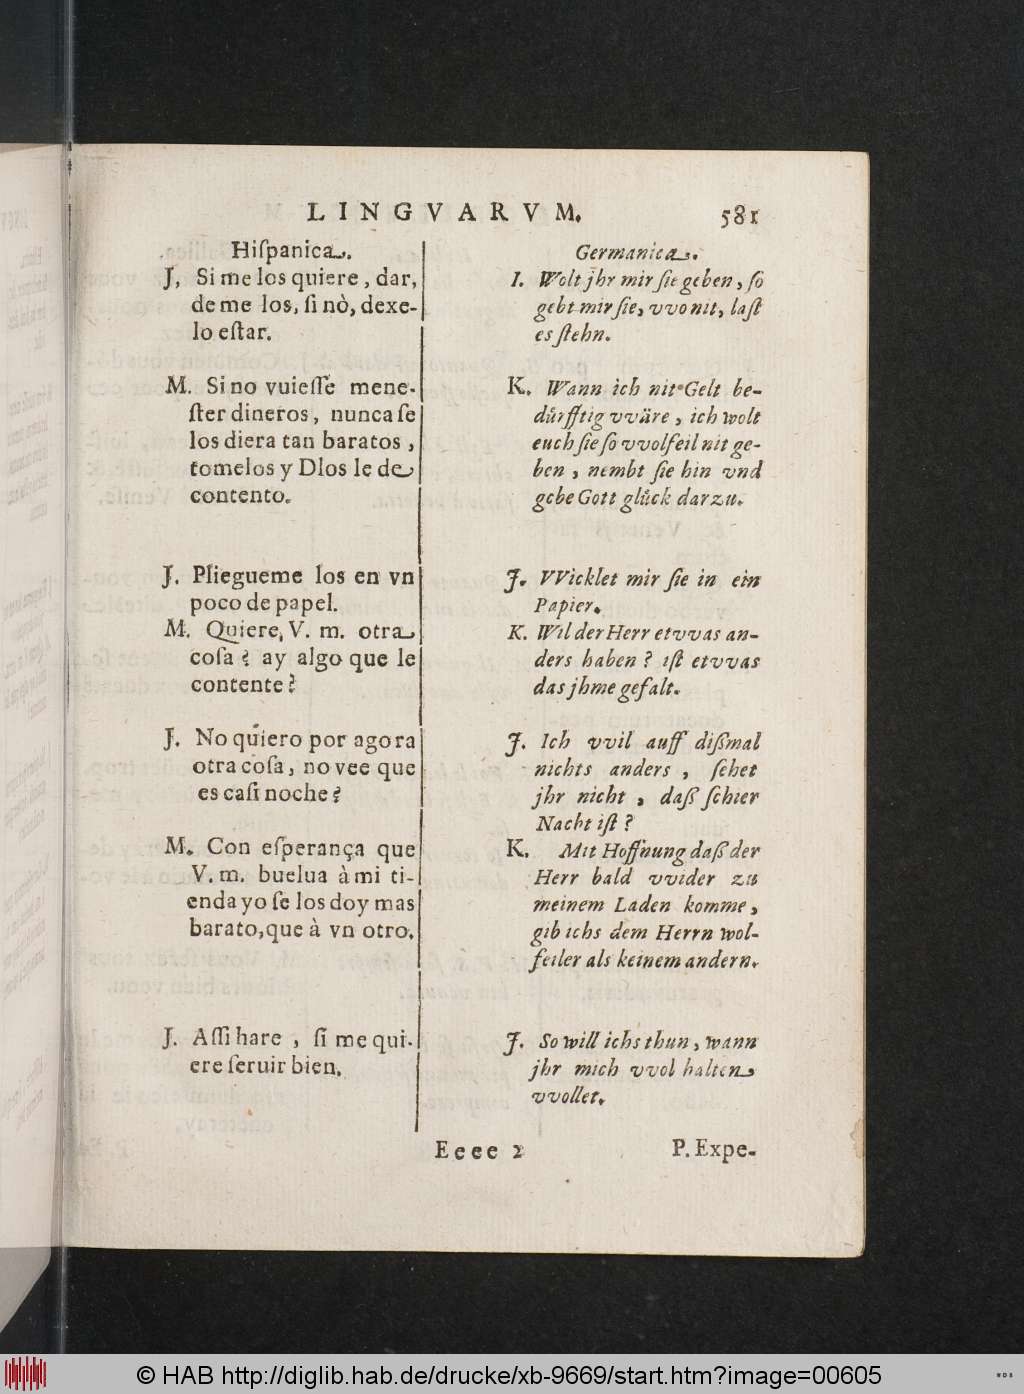 LINGVARVM.
581
Hiſpanica.
J, Si me los quiere, dar,
de me los, ſi nò, dexe-
lo eſtar.
M. Si no vuieſſe mene-
ſter dineros, nunca ſe
los diera tan baratos,
tomelos y Dlos le de
contento.
J. Pliegueme los en vn
poco de papel.
M. Quiere, V. m. otra
coſa? ay algo que le
contente?
J. No quiero por agora
otra coſa, no vee que
es caſi noche?
M. Con eſperança que
V. m. buelua à mi ti-
enda yo ſe los doy mas
barato, que à vn otro.
J. Aſſi hare, ſi me qui-
ere ſeruir bien.
Germanica.
I. Wolt jhr mir ſie geben, ſo
gebt mir ſie, vvo nit, laſt
es ſtehn.
K. Wann ich nit Gelt be-
dürfftig vväre, ich wolt
euch ſie ſo vvolfeil nit ge-
ben, nembt ſie hin vnd
gebe Gott glück darzu.
J. VVicklet mir ſie in ein
Papier.
K. Wil der Herr etvvas an-
ders haben? iſt etvvas
das jhme gefalt.
J. Ich vvil auff dißmal
nichts anders, ſehet
jhr nicht, daß ſchier
Nacht iſt?
K. Mit Hoffnung daß der
Herr bald vvider zu
meinem Laden komme,
gib ichs dem Herrn wol-
feiler als keinem andern.
J. So will ichs thun, wann
jhr mich vvol halten
vvollet.
Eeee 2
P. Expe-
© HAB http://diglib.hab.de/drucke/xb-9669/start.htm?image=00605